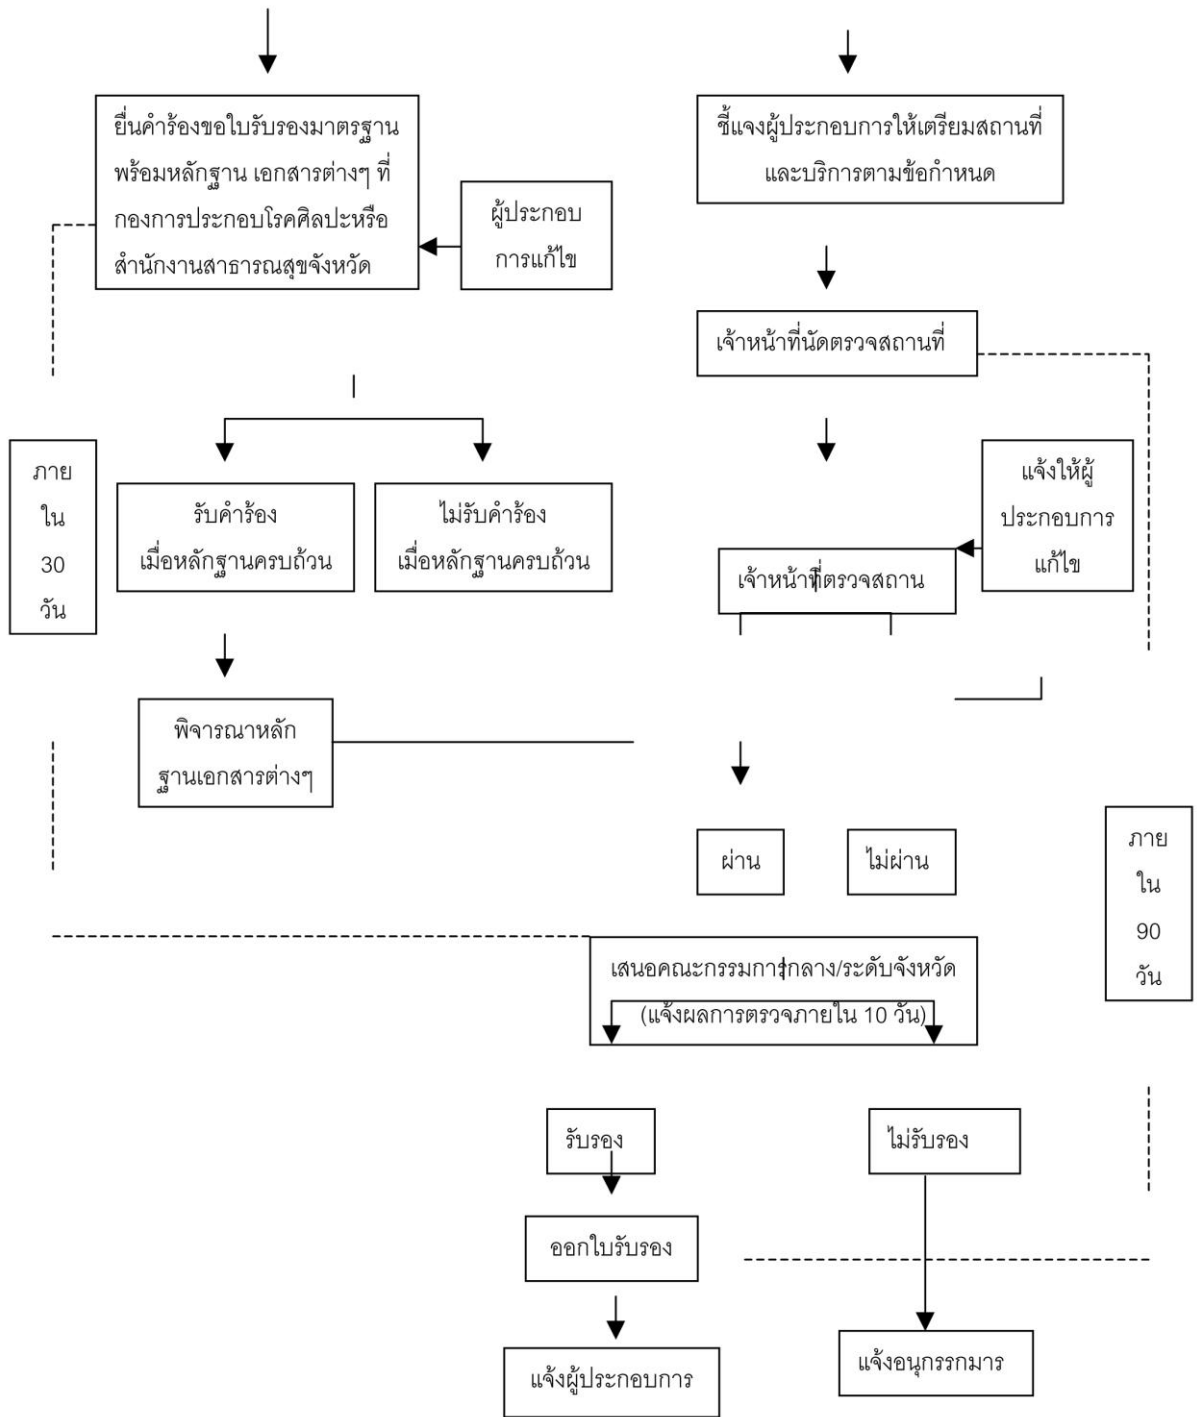 ยื่นคำร้องขอใบรับรองมาตรฐาน
พร้อมหลักฐาน เอกสารต่างๆ ที่
กองการประกอบโรคศิลปะหรือ
สำนักงานสาธารณสุขจังหวัด
ผู้ประกอบ
การแก้ไข
ชี้แจงผู้ประกอบการให้เตรียมสถานที่
และบริการตามข้อกำหนด
เจ้าหน้าที่นัดตรวจสถานที่
ภาย
ใน
30
วัน
รับคำร้อง
เมื่อหลักฐานครบถ้วน
ไม่รับคำร้อง
เมื่อหลักฐานครบถ้วน
แจ้งให้ผู้
ประกอบการ
แก้ไข
เจ้าหน้าที่ตรวจสถาน
พิจารณาหลัก
ฐานเอกสารต่างๆ
ผ่าน
ไม่ผ่าน
ภาย
ใน
90
วัน
เสนอคณะกรรมการกลาง/ระดับจังหวัด
(แจ้งผลการตรวจภายใน 10 วัน)
รับรอง
ไม่รับรอง
ออกใบรับรอง
แจ้งผู้ประกอบการ
แจ้งอนุกรรกมาร